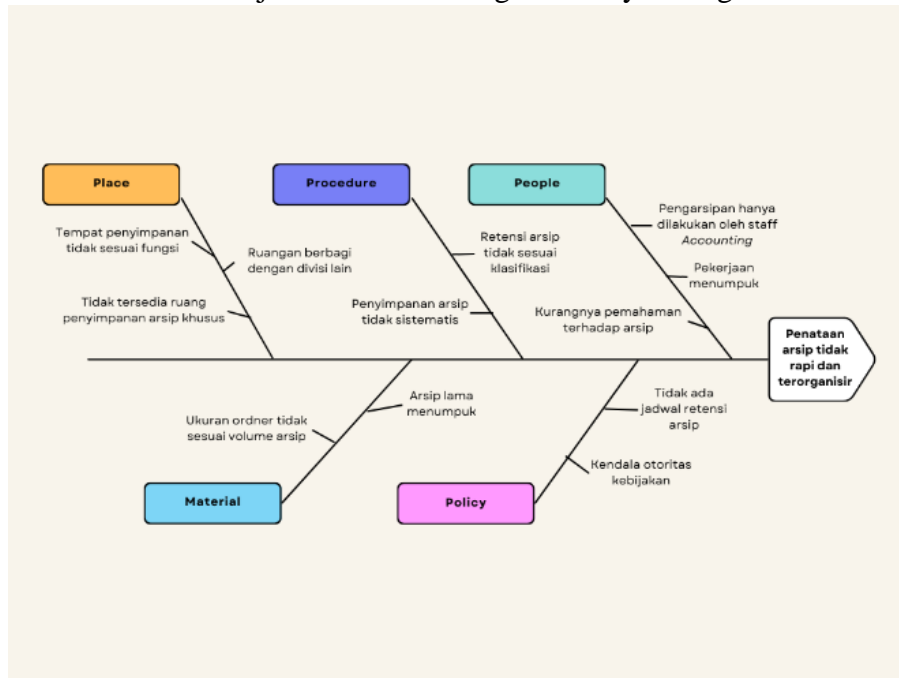 Place
Procedure
People
Tempat penyimpanan
tidak sesuai fungsi
Ruangan berbagi
dengan divisi lain
Tidak tersedia ruang
penyimpanan arsip khusus
Retensi arsip
tidak sesuai
klasifikasi
Penyimpanan arsip
tidak sistematis
Pengarsipan hanya
dilakukan oleh staff
Accounting
Pekerjaan
menumpuk
Kurangnya pemahaman
terhadap arsip
Penataan
arsip tidak
rapi dan
terorganisir
Ukuran ordner tidak
sesuai volume arsip
Arsip lama
menumpuk
Tidak ada
jadwal retensi
arsip
Kendala otoritas
kebijakan
Material
Policy